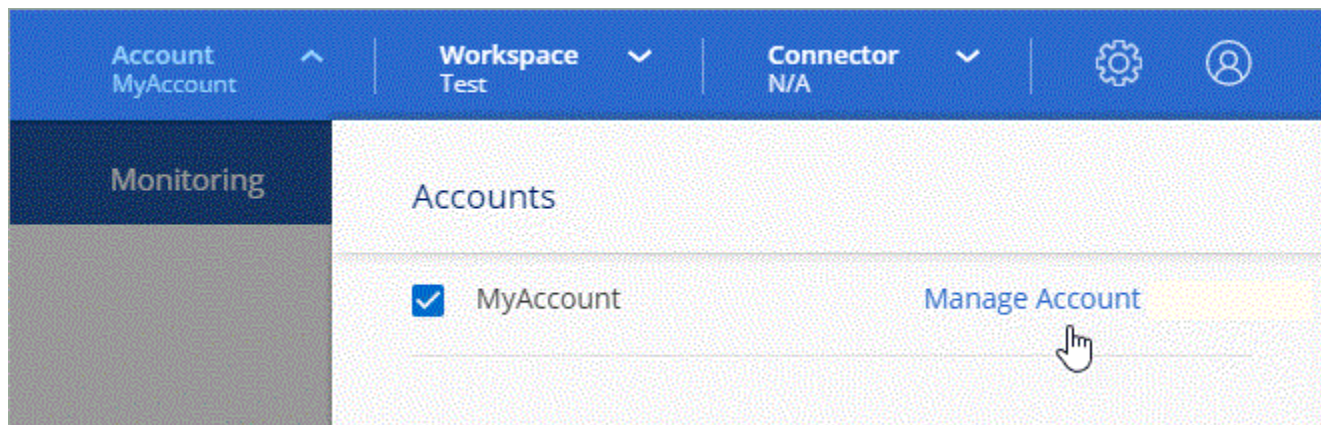 Account
MyAccount
Workspace
Test
Connector
N/A
Monitoring
Accounts
MyAccount
Manage Account